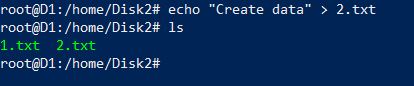 root@D1:/home/Disk2# echo "Create data" > 2.txt
root@D1:/home/Disk2# ls
1.txt  2.txt
root@D1:/home/Disk2#